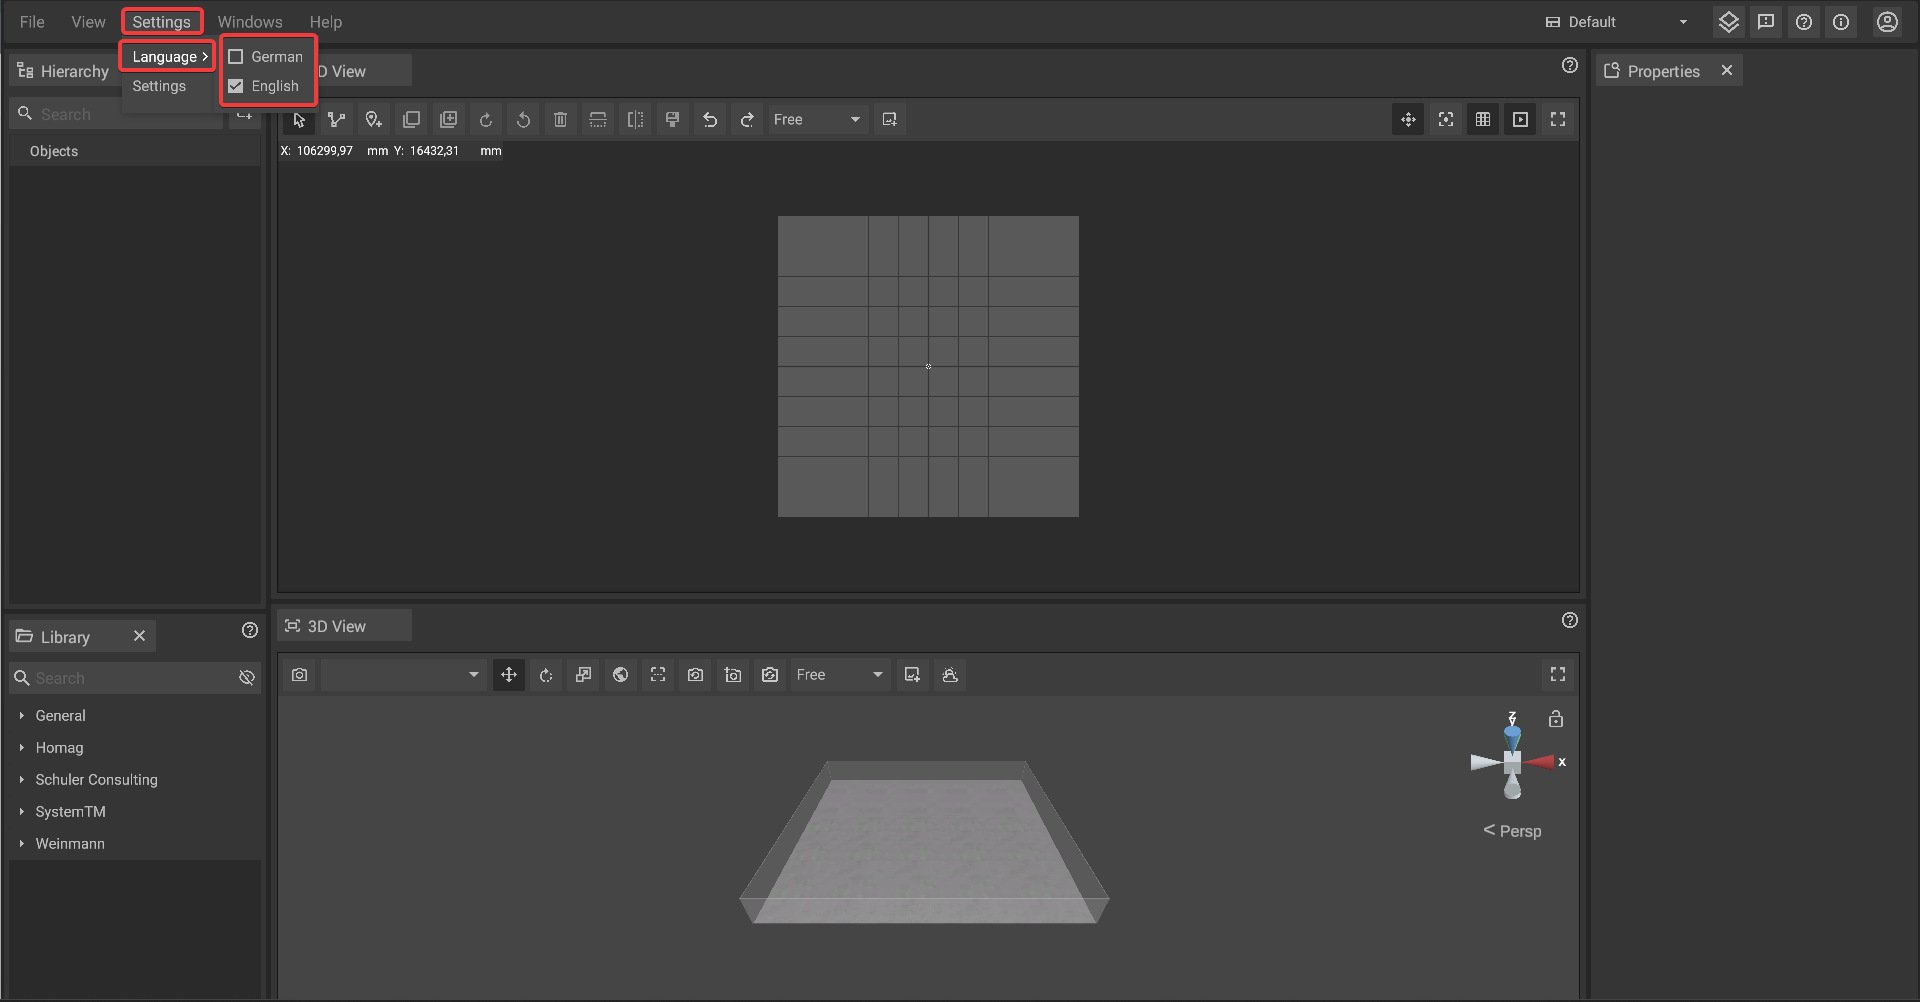 File View Settings Windows Help Default
Language > German
Settings English
Hierarchy
D View
Properties
Search
Free
Objects
X: 106299,97 mm Y: 16432,31 mm
Library
Search
General
Homag
Schuler Consulting
SystemTM
Weinmann
3D View
Free
Z
x
< Persp